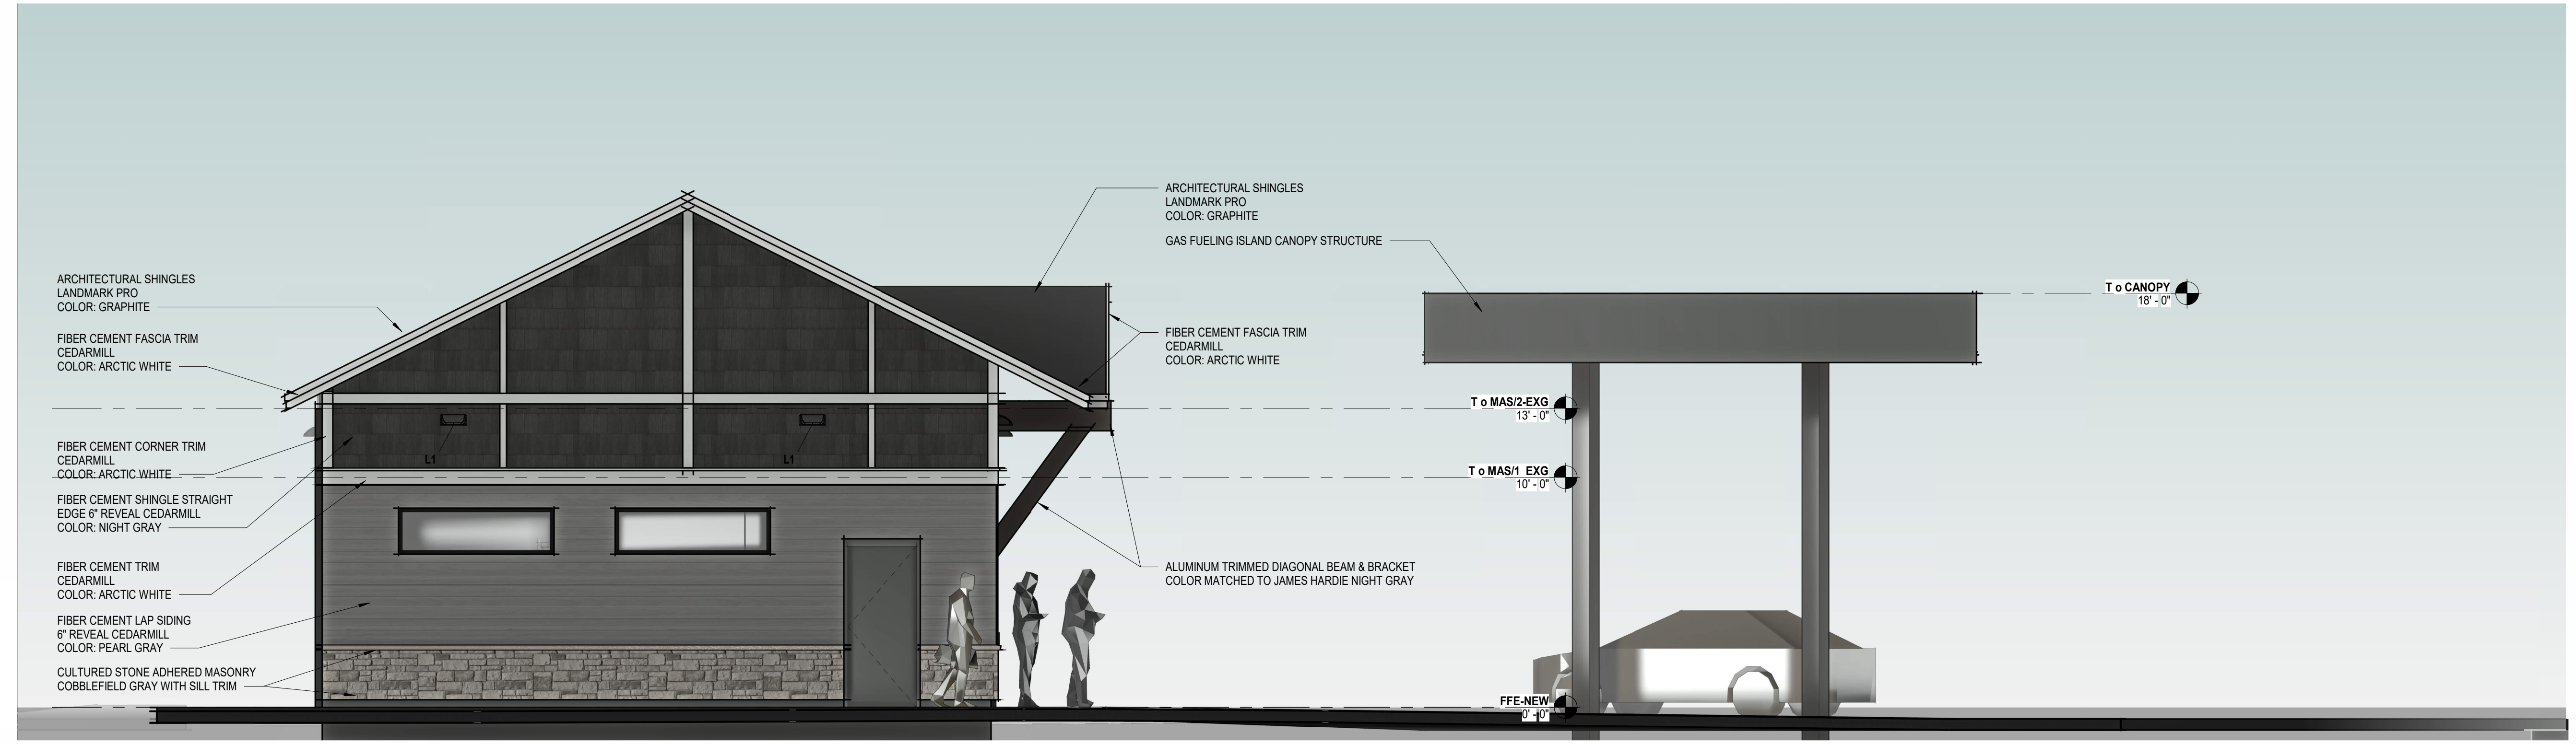 ARCHITECTURAL SHINGLES
LANDMARK PRO
COLOR: GRAPHITE
FIBER CEMENT FASCIA TRIM
CEDARMILL
COLOR: ARCTIC WHITE
FIBER CEMENT CORNER TRIM
CEDARMILL
COLOR: ARCTIC WHITE
FIBER CEMENT SHINGLE STRAIGHT
EDGE 6" REVEAL CEDARMILL
COLOR: NIGHT GRAY
FIBER CEMENT TRIM
CEDARMILL
COLOR: ARCTIC WHITE
FIBER CEMENT LAP SIDING
6" REVEAL CEDARMILL
COLOR: PEARL GRAY
CULTURED STONE ADHERED MASONRY
COBBLEFIELD GRAY WITH SILL TRIM
L1
L1
ARCHITECTURAL SHINGLES
LANDMARK PRO
COLOR: GRAPHITE
GAS FUELING ISLAND CANOPY STRUCTURE
FIBER CEMENT FASCIA TRIM
CEDARMILL
COLOR: ARCTIC WHITE
ALUMINUM TRIMMED DIAGONAL BEAM & BRACKET
COLOR MATCHED TO JAMES HARDIE NIGHT GRAY
T o CANOPY
18' - 0"
T o MAS/2-EXG
13' - 0"
T o MAS/1 EXG
10' - 0"
FFE-NEW
0' - 0"